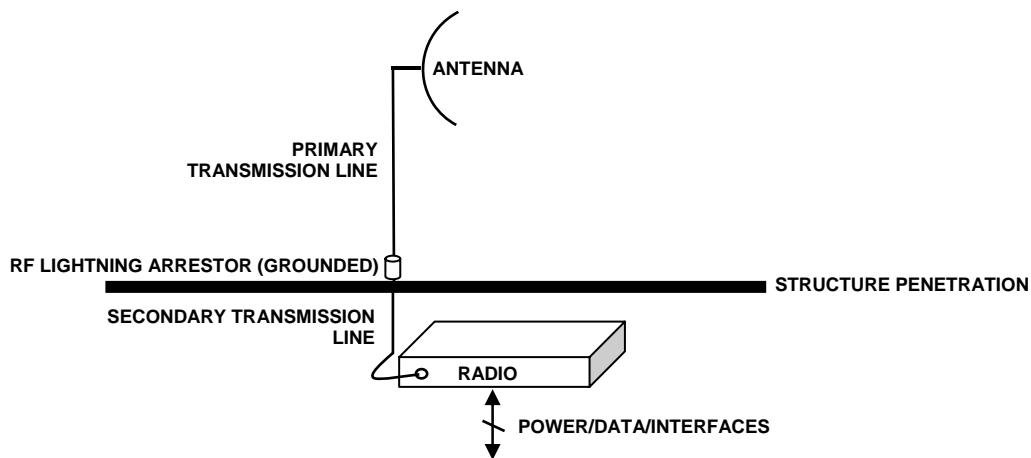 ANTENNA
PRIMARY
TRANSMISSION LINE
RF LIGHTNING ARRESTOR (GROUNDED)
STRUCTURE PENETRATION
SECONDARY TRANSMISSION
LINE
RADIO
POWER/DATA/INTERFACES